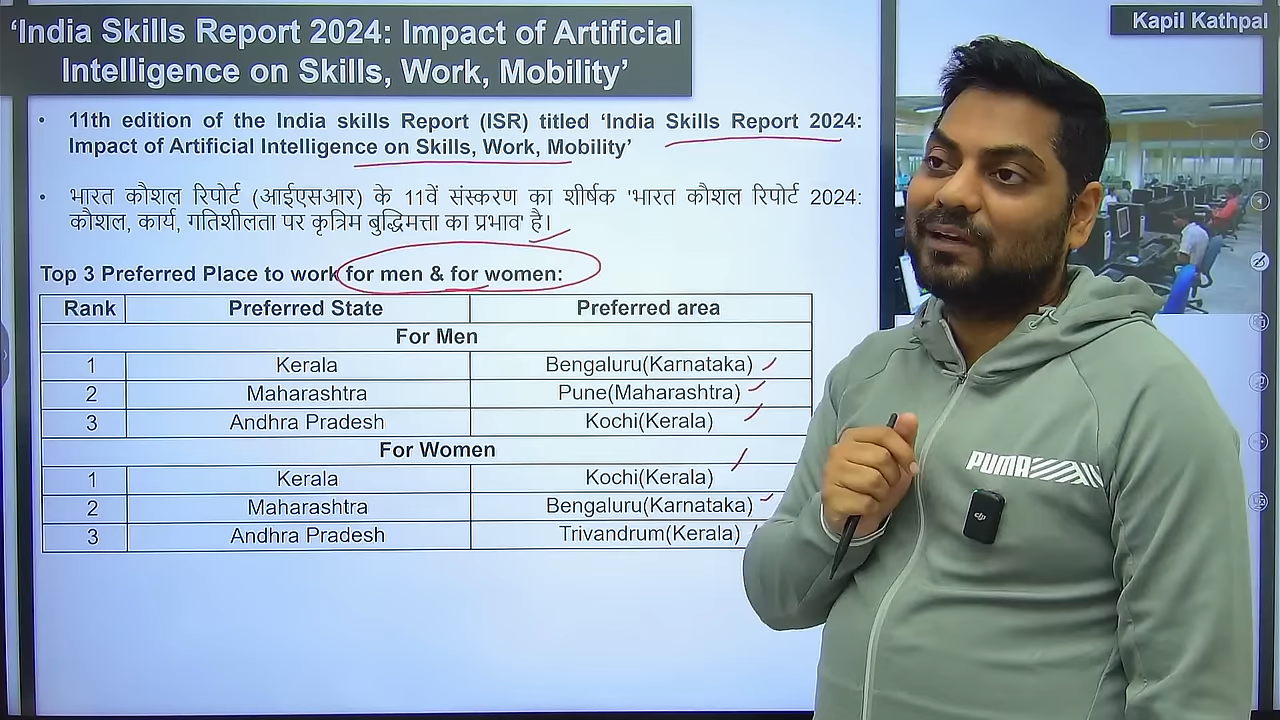 'India Skills Report 2024: Impact of Artificial
Intelligence on Skills, Work, Mobility'
Kapil Kathpal
• 11th edition of the India skills Report (ISR) titled 'India Skills Report 2024:
Impact of Artificial Intelligence on Skills, Work, Mobility'
• भारत कौशल रिपोर्ट (आईएसआर) के 11वें संस्करण का शीर्षक 'भारत कौशल रिपोर्ट 2024:
कौशल, कार्य, गतिशीलता पर कृत्रिम बुद्धिमत्ता का प्रभाव' है।
Top 3 Preferred Place to work for men & for women:
Rank Preferred State Preferred area
For Men
1 Kerala Bengaluru(Karnataka)
2 Maharashtra Pune(Maharashtra)
3 Andhra Pradesh Kochi(Kerala)
For Women
1 Kerala Kochi(Kerala)
2 Maharashtra Bengaluru(Karnataka)
3 Andhra Pradesh Trivandrum(Kerala)
PUMA
dji